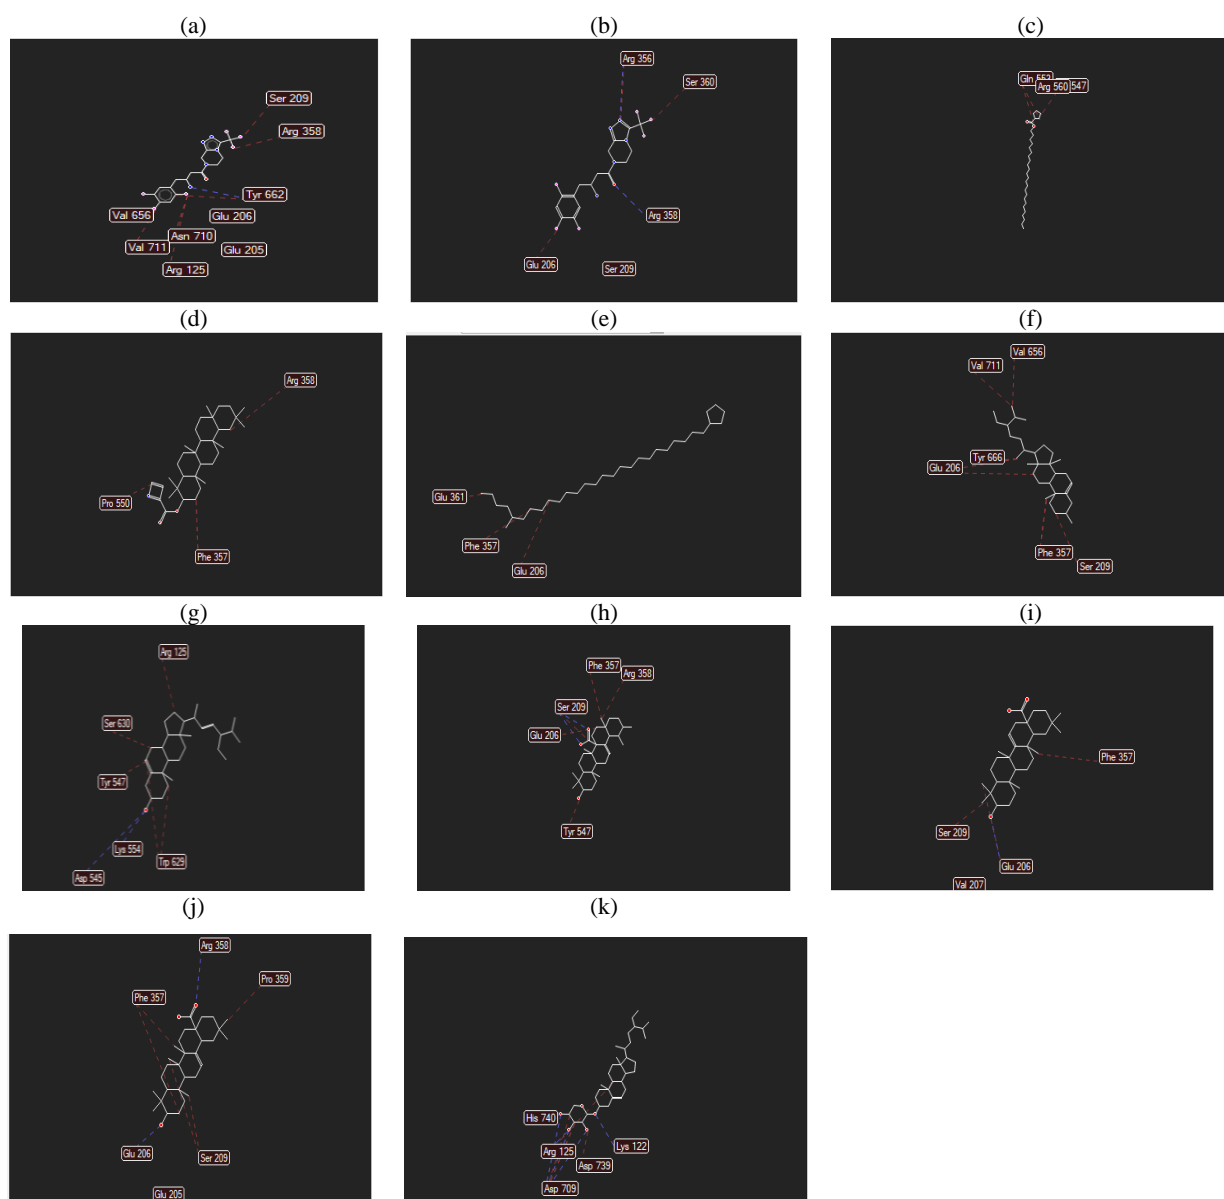 (a)
(b)
(c)
Ser 209
Arg 358
Tyr 662
Val 656
Glu 206
Asn 710
Val 711
Glu 205
Arg 125
Arg 356
Ser 360
Arg 358
Glu 206
Ser 209
Gln 553
Arg 560
547
(d)
(e)
(f)
Arg 358
Pro 550
Phe 357
Glu 361
Phe 357
Glu 206
Val 656
Val 711
Tyr 666
Glu 206
Phe 357
Ser 209
(g)
(h)
(i)
Arg 125
Ser 630
Tyr 547
Lys 554
Trp 629
Asp 545
Phe 357
Arg 358
Ser 209
Glu 206
Tyr 547
Phe 357
Ser 209
Glu 206
Val 207
(j)
(k)
Arg 358
Pro 359
Phe 357
Glu 206
Ser 209
Glu 205
His 740
Arg 125
Lys 122
Asp 739
Asp 709